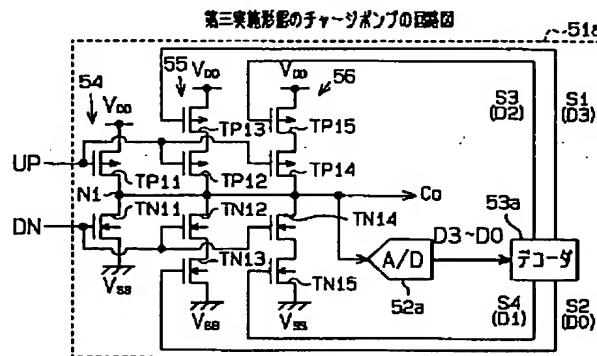 第三実施形態のチャージポンプの回路図
51a
54
55
56
VDD
VDD
VDD
TP13
TP15
S3
(D2)
S1
(D3)
UP
TP11
TP12
TP14
N1
Co
DN
TN11
TN12
TN14
53a
D3~D0
A/D
デコーダ
52a
TN13
TN15
VSS
VSS
VSS
S4
(D1)
S2
(D0)